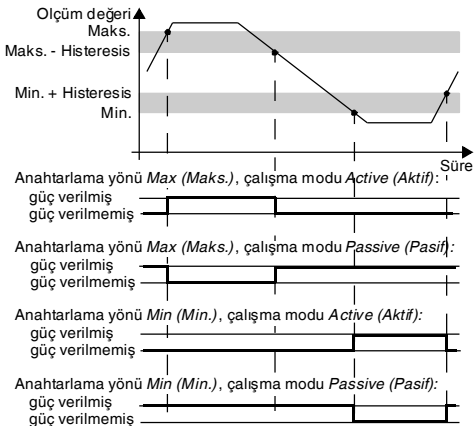 Ölçüm değeri
Maks.
Maks. - Histeresis
Min. + Histeresis
Min.
Süre
Anahtarlama yönü Max (Maks.), çalışma modu Active (Aktif):
güç verilmiş
güç verilmemiş
Anahtarlama yönü Max (Maks.), çalışma modu Passive (Pasif):
güç verilmiş
güç verilmemiş
Anahtarlama yönü Min (Min.), çalışma modu Active (Aktif):
güç verilmiş
güç verilmemiş
Anahtarlama yönü Min (Min.), çalışma modu Passive (Pasif):
güç verilmiş
güç verilmemiş